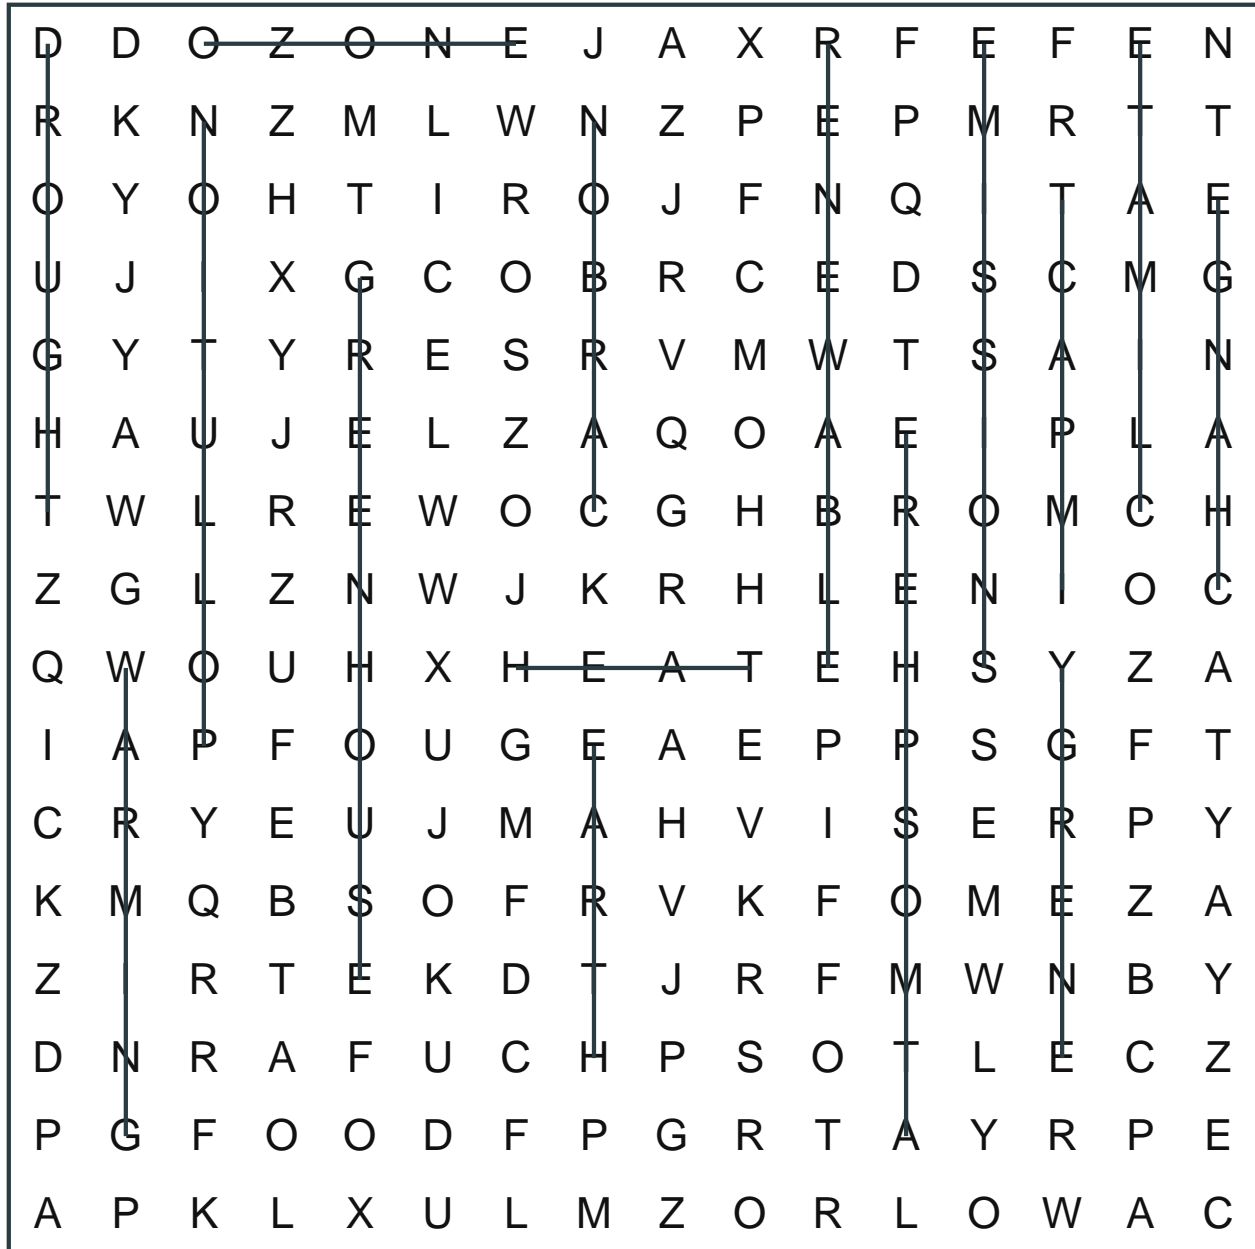 D D O Z O N E J A X R F E F E N
R K N Z M L W N Z P E P M R T T
O Y O H T I R O J F N Q I T A E
U J I X G C O B R C E D S C M G
G Y T Y R E S R V M W T S A I N
H A U J E L Z A Q O A E I P L A
T W L R E W O C G H B R O M C H
Z G L Z N W J K R H L E N I O C
Q W O U H X H E A T E H S Y Z A
I A P F O U G E A E P P S G F T
C R Y E U J M A H V I S E R P Y
K M Q B S O F R V K F O M E Z A
Z I R T E K D T J R F M W N B Y
D N R A F U C H P S O T L E C Z
P G F O O D F P G R T A Y R P E
A P K L X U L M Z O R L O W A C